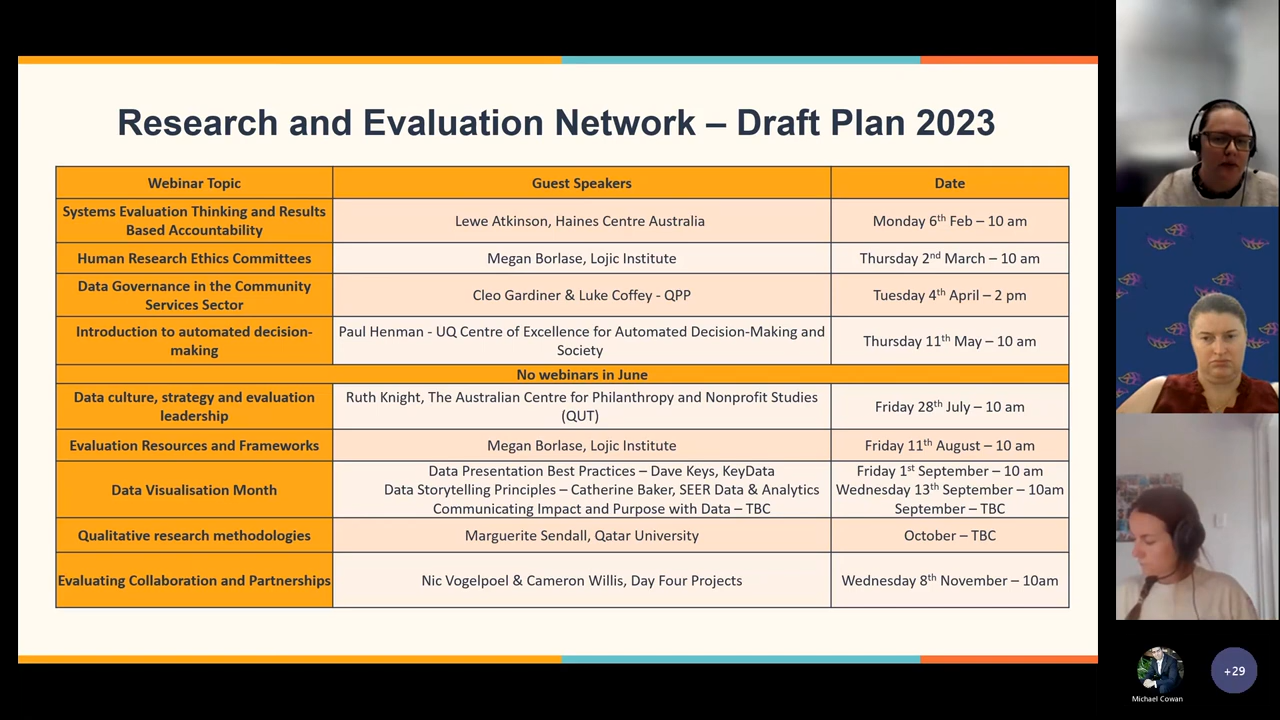 Research and Evaluation Network – Draft Plan 2023
Webinar Topic
Guest Speakers
Date
Systems Evaluation Thinking and Results
Based Accountability
Lewe Atkinson, Haines Centre Australia
Monday 6th Feb – 10 am
Human Research Ethics Committees
Megan Borlase, Lojic Institute
Thursday 2nd March – 10 am
Data Governance in the Community
Services Sector
Cleo Gardiner & Luke Coffey - QPP
Tuesday 4th April – 2 pm
Introduction to automated decision-
making
Paul Henman - UQ Centre of Excellence for Automated Decision-Making and
Society
Thursday 11th May – 10 am
No webinars in June
Data culture, strategy and evaluation
leadership
Ruth Knight, The Australian Centre for Philanthropy and Nonprofit Studies
(QUT)
Friday 28th July – 10 am
Evaluation Resources and Frameworks
Megan Borlase, Lojic Institute
Friday 11th August – 10 am
Data Visualisation Month
Data Presentation Best Practices – Dave Keys, KeyData
Data Storytelling Principles – Catherine Baker, SEER Data & Analytics
Communicating Impact and Purpose with Data – TBC
Friday 1st September – 10 am
Wednesday 13th September – 10am
September – TBC
Qualitative research methodologies
Marguerite Sendall, Qatar University
October – TBC
Evaluating Collaboration and Partnerships
Nic Vogelpoel & Cameron Willis, Day Four Projects
Wednesday 8th November – 10am
Michael Cowan
+29